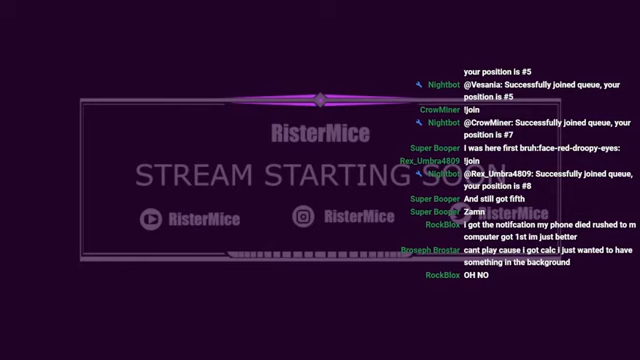 your position is #5
Nightbot @Vesania: Successfully joined queue, your
position is #5
CrowMiner !join
Nightbot @CrowMiner: Successfully joined queue, your
position is #7
Super Booper I was here first bruh:face-red-droopy-eyes:
Rex_Umbra4809 !join
Nightbot @Rex_Umbra4809: Successfully joined queue,
your position is #8
Super Booper And still got fifth
Super Booper Zamn
RockBlox i got the notifcation my phone died rushed to m
computer got 1st im just better
Broseph Brostar cant play cause i got calc i just wanted to have
something in the background
RockBlox OH NO
RisterMice
STREAM STARTING SOON
RisterMice
RisterMice